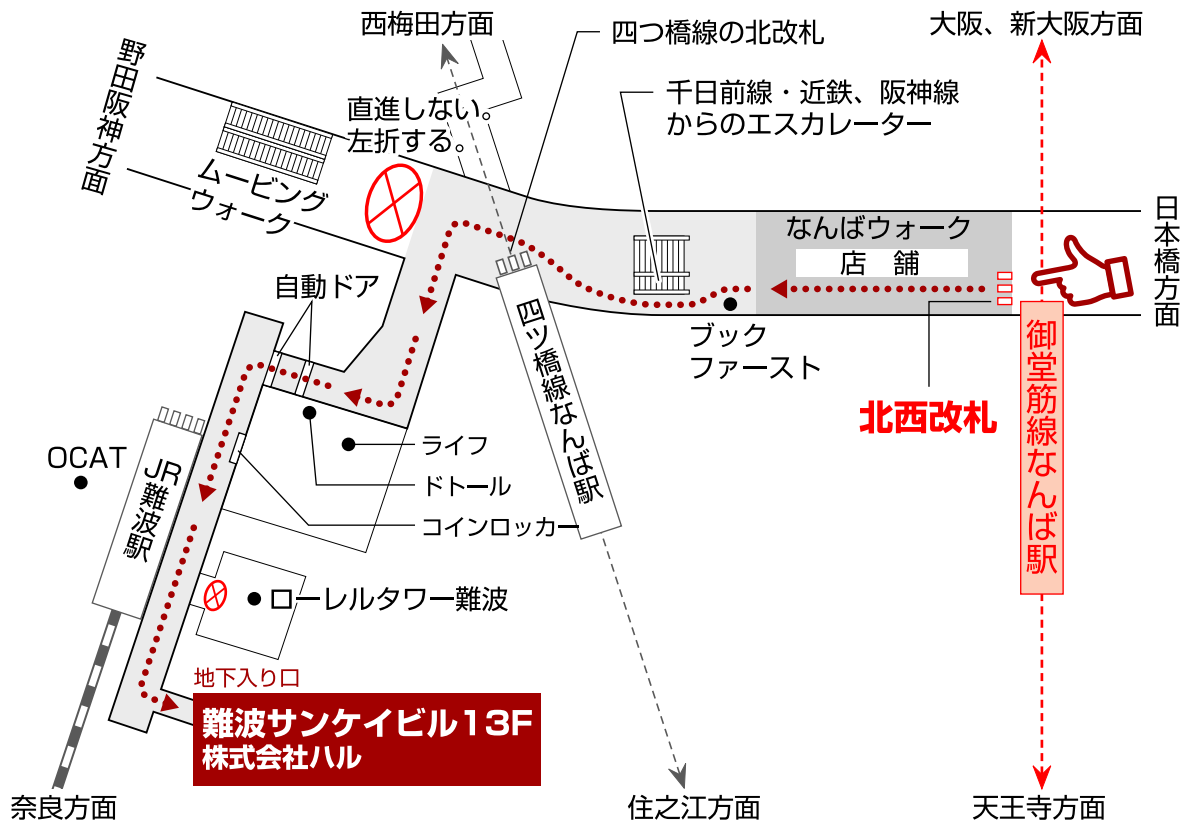 西梅田方面
四つ橋線の北改札
大阪、新大阪方面
野田阪神方面
直進しない。
左折する。
千日前線・近鉄、阪神線
からのエスカレーター
ムービング
ウォーク
なんばウォーク
店　舗
日本橋方面
自動ドア
四ツ橋線なんば駅
ブック
ファースト
北西改札
御堂筋線なんば駅
OCAT
JR難波駅
ライフ
ドトール
コインロッカー
ローレルタワー難波
地下入り口
難波サンケイビル13F
株式会社ハル
奈良方面
住之江方面
天王寺方面